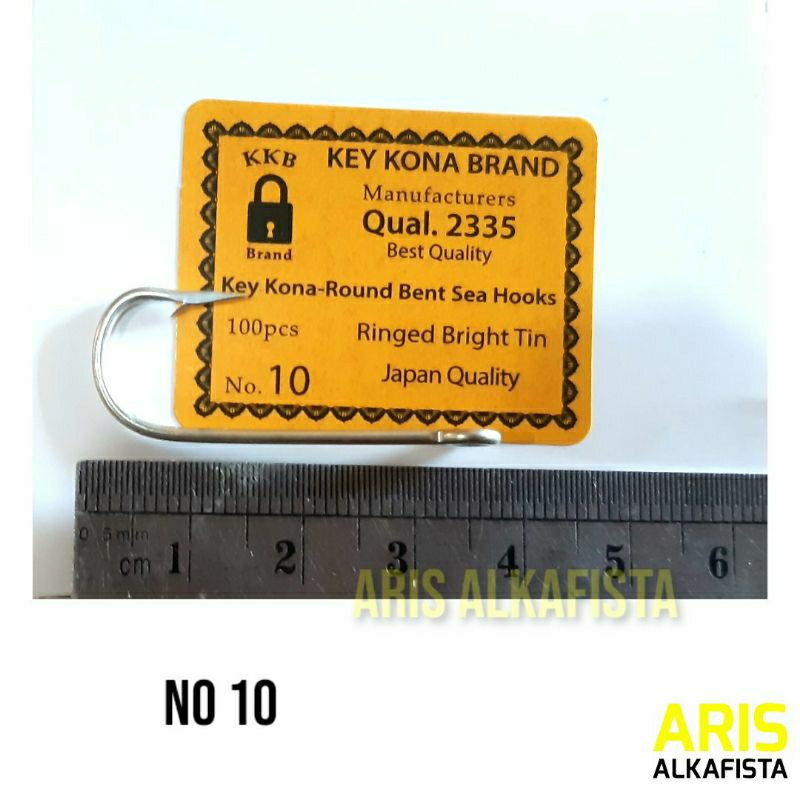 KKB
Brand
KEY KONA BRAND
Manufacturers
Qual. 2335
Best Quality
Key Kona-Round Bent Sea Hooks
100pcs
Ringed Bright Tin
No. 10
Japan Quality
0 5mm
cm 1 2 3 4 5 6
ARIS ALKAFISTA
NO 10
ARIS
ALKAFISTA